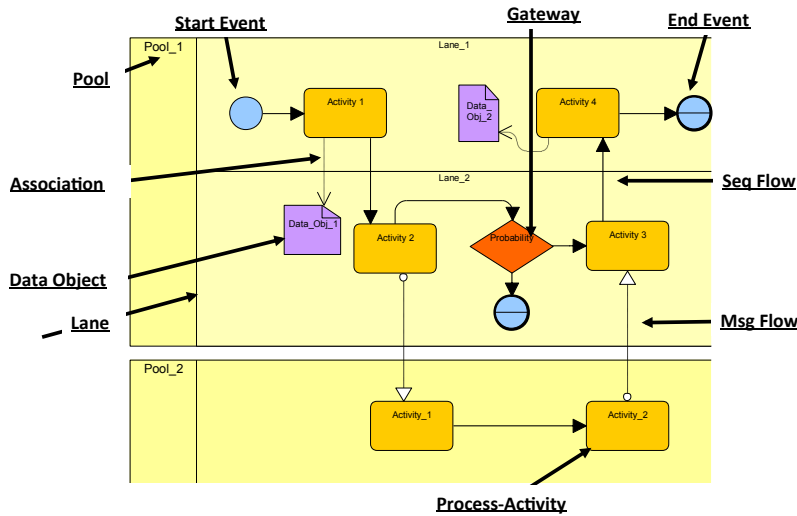 Gateway
Start Event
End Event
Pool_1
Lane_1
Pool
Activity 1
Data_
Obj_2
Activity 4
Association
Lane_2
Seq Flow
Data_Obj_1
Activity 2
Probability
Activity 3
Data Object
Lane
Msg Flow
Pool_2
Activity_1
Activity_2
Process-Activity